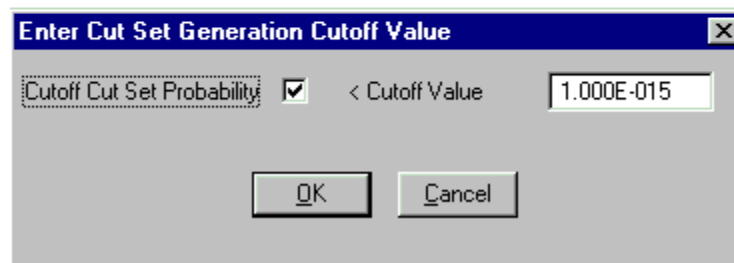 Enter Cut Set Generation Cutoff Value
Cutoff Cut Set Probability < Cutoff Value 1.000E-015
OK Cancel